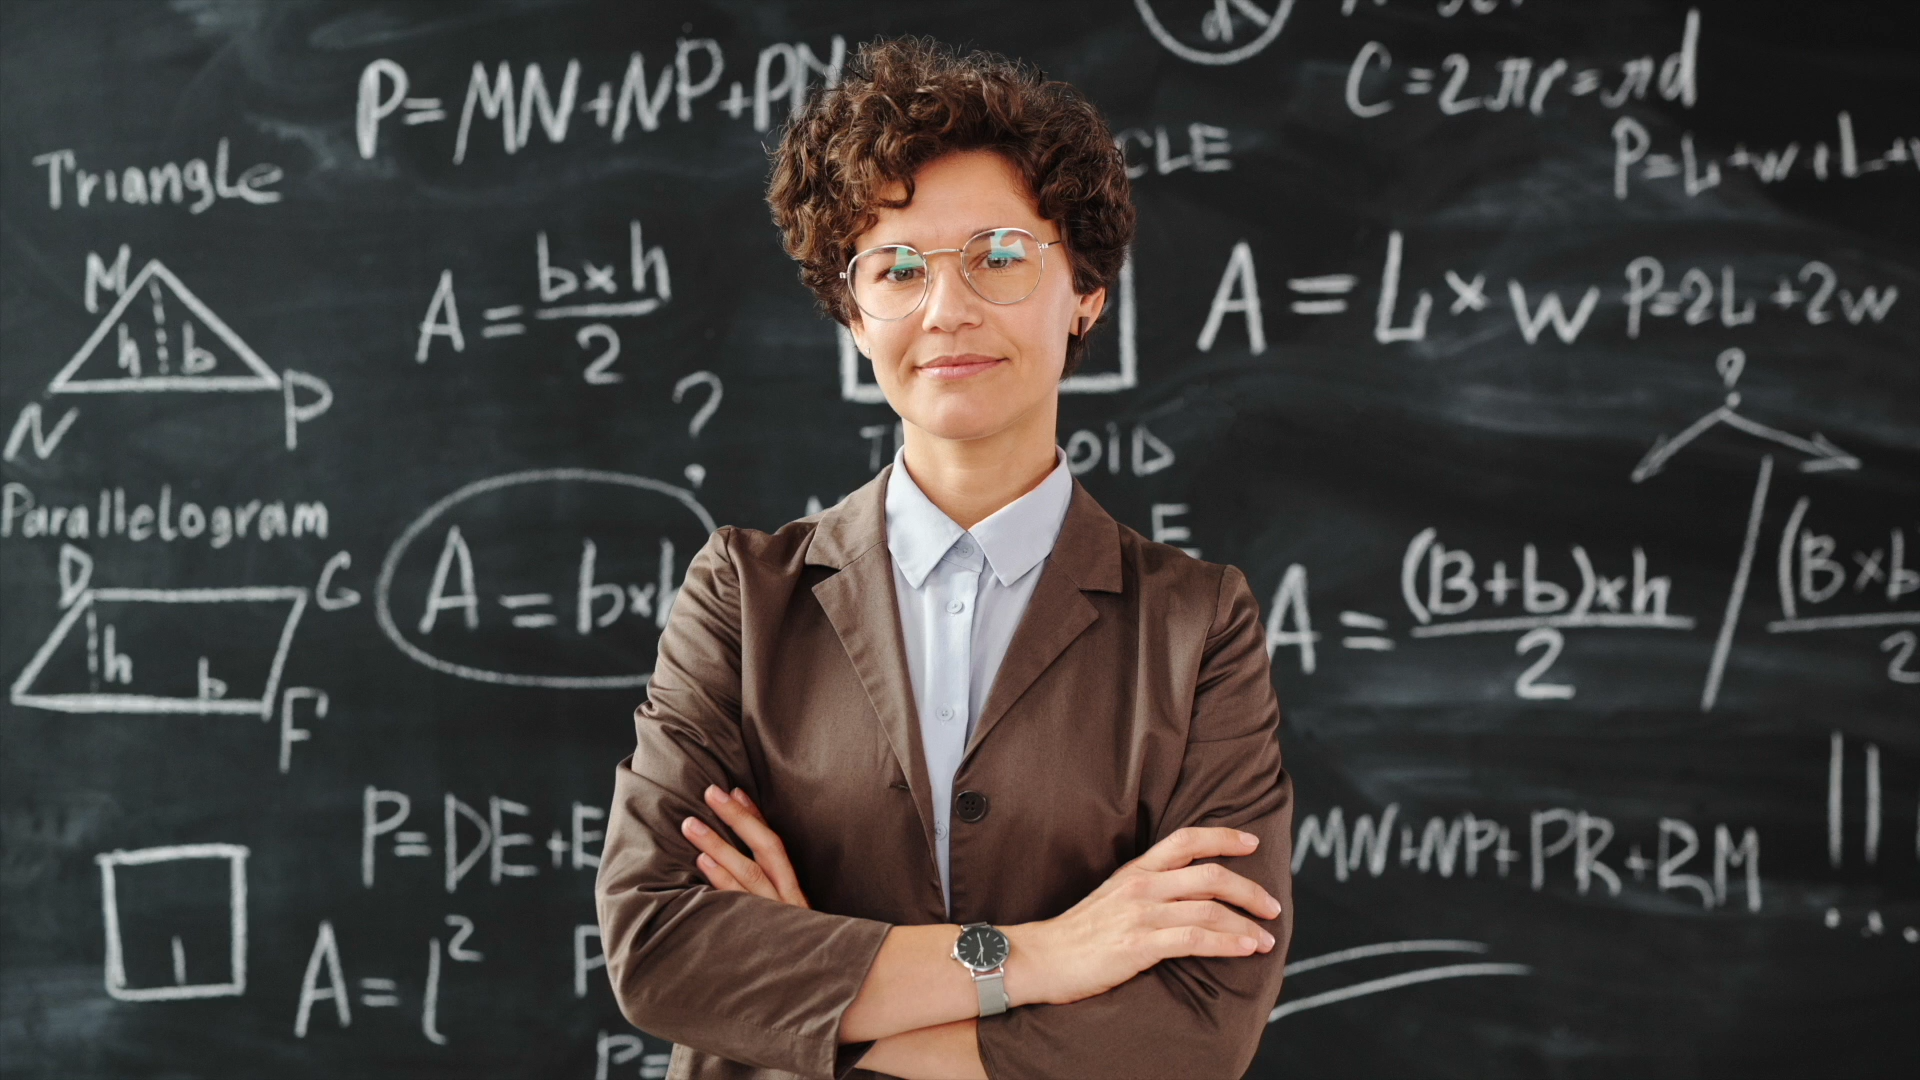 P=MN+NP+PN
C=2πr=πd
Triangle
CLE
P=L+w+L+
M
h b
N P
A = b×h
2
?
A = L×w
P=2L+2w
?
OID
E
Parallelogram
D G
h b
F
A = b×h
A = (B+b)×h
2
(B×b
2
P=DE+E
MN+NP+PR+RM
!!
l
A = l²
P
P=